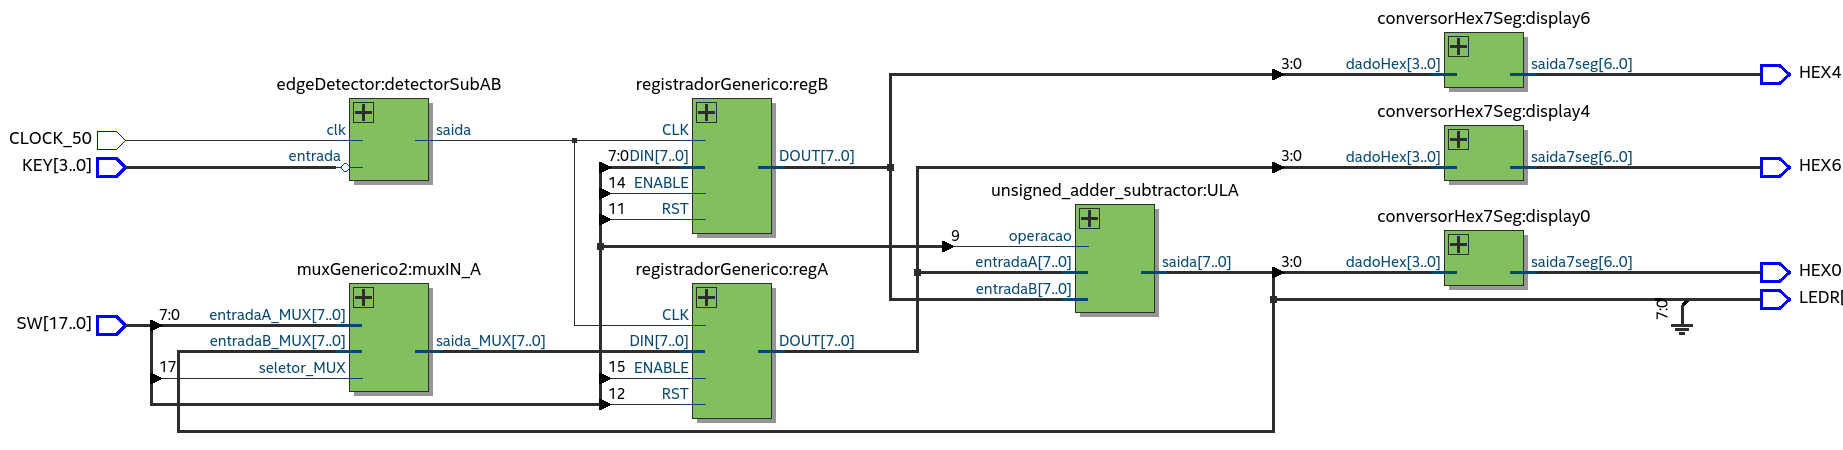 conversorHex7Seg:display6
3:0
dadoHex[3..0]
saida7seg[6..0]
HEX4
edgeDetector:detectorSubAB
CLOCK_50
clk
saida
KEY[3..0]
entrada
registradorGenerico:regB
CLK
7:0
DIN[7..0]
DOUT[7..0]
14
ENABLE
11
RST
conversorHex7Seg:display4
3:0
dadoHex[3..0]
saida7seg[6..0]
HEX6
unsigned_adder_subtractor:ULA
9
operacao
entradaA[7..0]
saida[7..0]
entradaB[7..0]
conversorHex7Seg:display0
3:0
dadoHex[3..0]
saida7seg[6..0]
HEX0
LEDR[
7:0
muxGenerico2:muxIN_A
SW[17..0]
7:0
entradaA_MUX[7..0]
entradaB_MUX[7..0]
saida_MUX[7..0]
17
seletor_MUX
registradorGenerico:regA
CLK
DIN[7..0]
DOUT[7..0]
15
ENABLE
12
RST